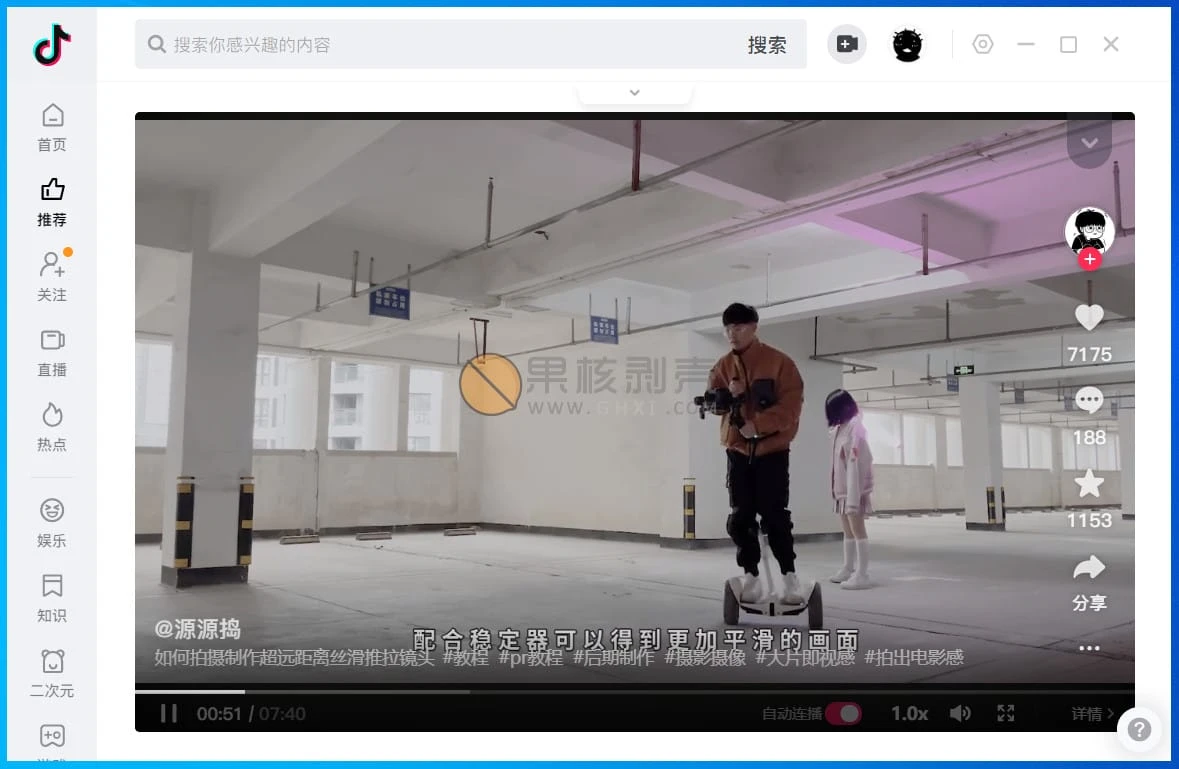 搜索你感兴趣的内容
搜索
首页
推荐
关注
直播
热点
娱乐
知识
二次元
果核剥壳
WWW.GHXI.COM
7175
188
1153
分享
@源源捣
配合稳定器可以得到更加平滑的画面
如何拍摄制作超远距离丝滑推拉镜头 #教程 #pr教程 #后期制作 #摄影摄像 #大片即视感 #拍出电影感
00:51 / 07:40
自动连播
1.0x
详情